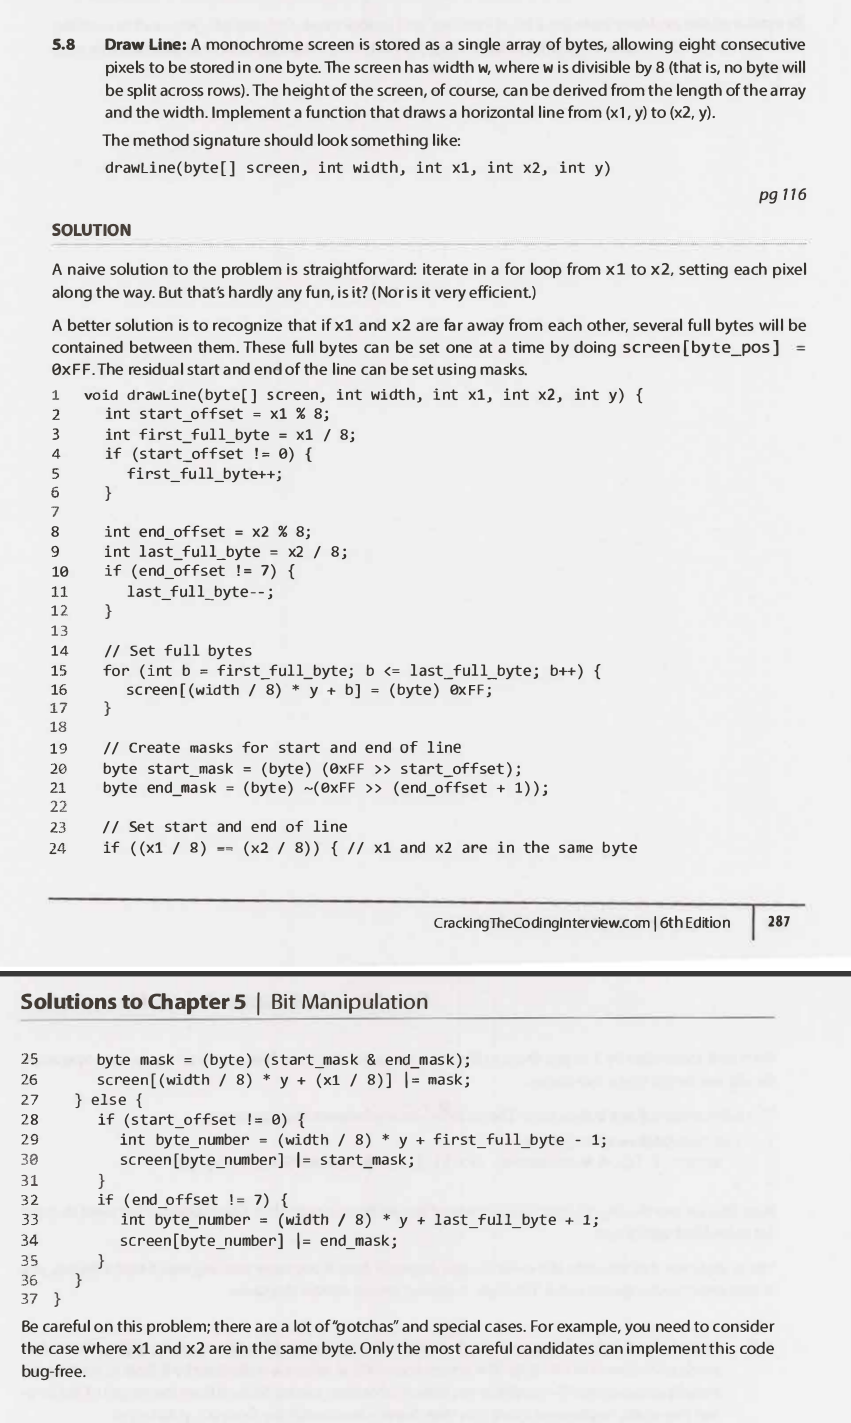 5.8 Draw Line: A monochrome screen is stored as a single array of bytes, allowing eight consecutive
pixels to be stored in one byte. The screen has width w, where w is divisible by 8 (that is, no byte will
be split across rows). The height of the screen, of course, can be derived from the length of the array
and the width. Implement a function that draws a horizontal line from (x1, y) to (x2, y).
The method signature should look something like:
drawLine(byte[] screen, int width, int x1, int x2, int y)
pg 116
SOLUTION
A naive solution to the problem is straightforward: iterate in a for loop from x1 to x2, setting each pixel
along the way. But that's hardly any fun, is it? (Nor is it very efficient.)
A better solution is to recognize that if x1 and x2 are far away from each other, several full bytes will be
contained between them. These full bytes can be set one at a time by doing screen[byte_pos] =
0xFF. The residual start and end of the line can be set using masks.
1 void drawLine(byte[] screen, int width, int x1, int x2, int y) {
2 int start_offset = x1 % 8;
3 int first_full_byte = x1 / 8;
4 if (start_offset != 0) {
5 first_full_byte++;
6 }
7
8 int end_offset = x2 % 8;
9 int last_full_byte = x2 / 8;
10 if (end_offset != 7) {
11 last_full_byte--;
12 }
13
14 // Set full bytes
15 for (int b = first_full_byte; b <= last_full_byte; b++) {
16 screen[(width / 8) * y + b] = (byte) 0xFF;
17 }
18
19 // Create masks for start and end of line
20 byte start_mask = (byte) (0xFF >> start_offset);
21 byte end_mask = (byte) ~(0xFF >> (end_offset + 1));
22
23 // Set start and end of line
24 if ((x1 / 8) == (x2 / 8)) { // x1 and x2 are in the same byte
CrackingTheCodingInterview.com | 6th Edition 287
Solutions to Chapter 5 | Bit Manipulation
25 byte mask = (byte) (start_mask & end_mask);
26 screen[(width / 8) * y + (x1 / 8)] |= mask;
27 } else {
28 if (start_offset != 0) {
29 int byte_number = (width / 8) * y + first_full_byte - 1;
30 screen[byte_number] |= start_mask;
31 }
32 if (end_offset != 7) {
33 int byte_number = (width / 8) * y + last_full_byte + 1;
34 screen[byte_number] |= end_mask;
35 }
36 }
37 }
Be careful on this problem; there are a lot of "gotchas" and special cases. For example, you need to consider
the case where x1 and x2 are in the same byte. Only the most careful candidates can implement this code
bug-free.